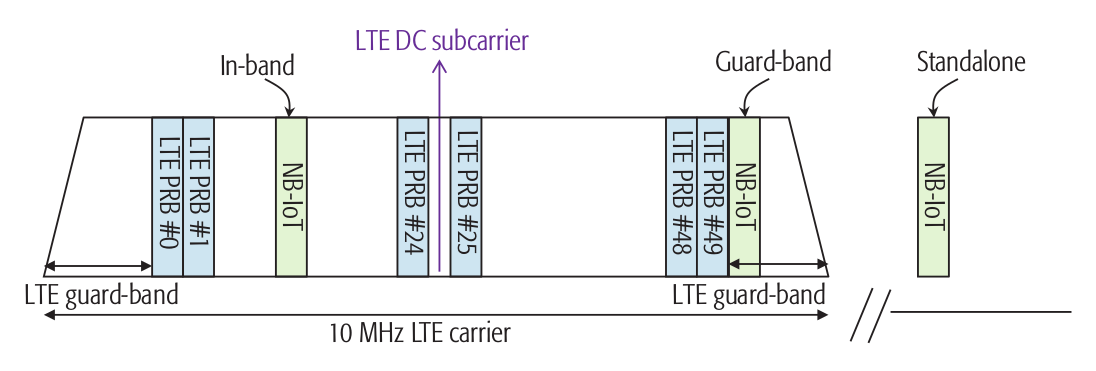 LTE DC subcarrier
In-band
Guard-band
Standalone
LTE PRB #0
LTE PRB #1
NB-IoT
LTE PRB #24
LTE PRB #25
LTE PRB #48
LTE PRB #49
NB-IoT
NB-IoT
LTE guard-band
LTE guard-band
10 MHz LTE carrier